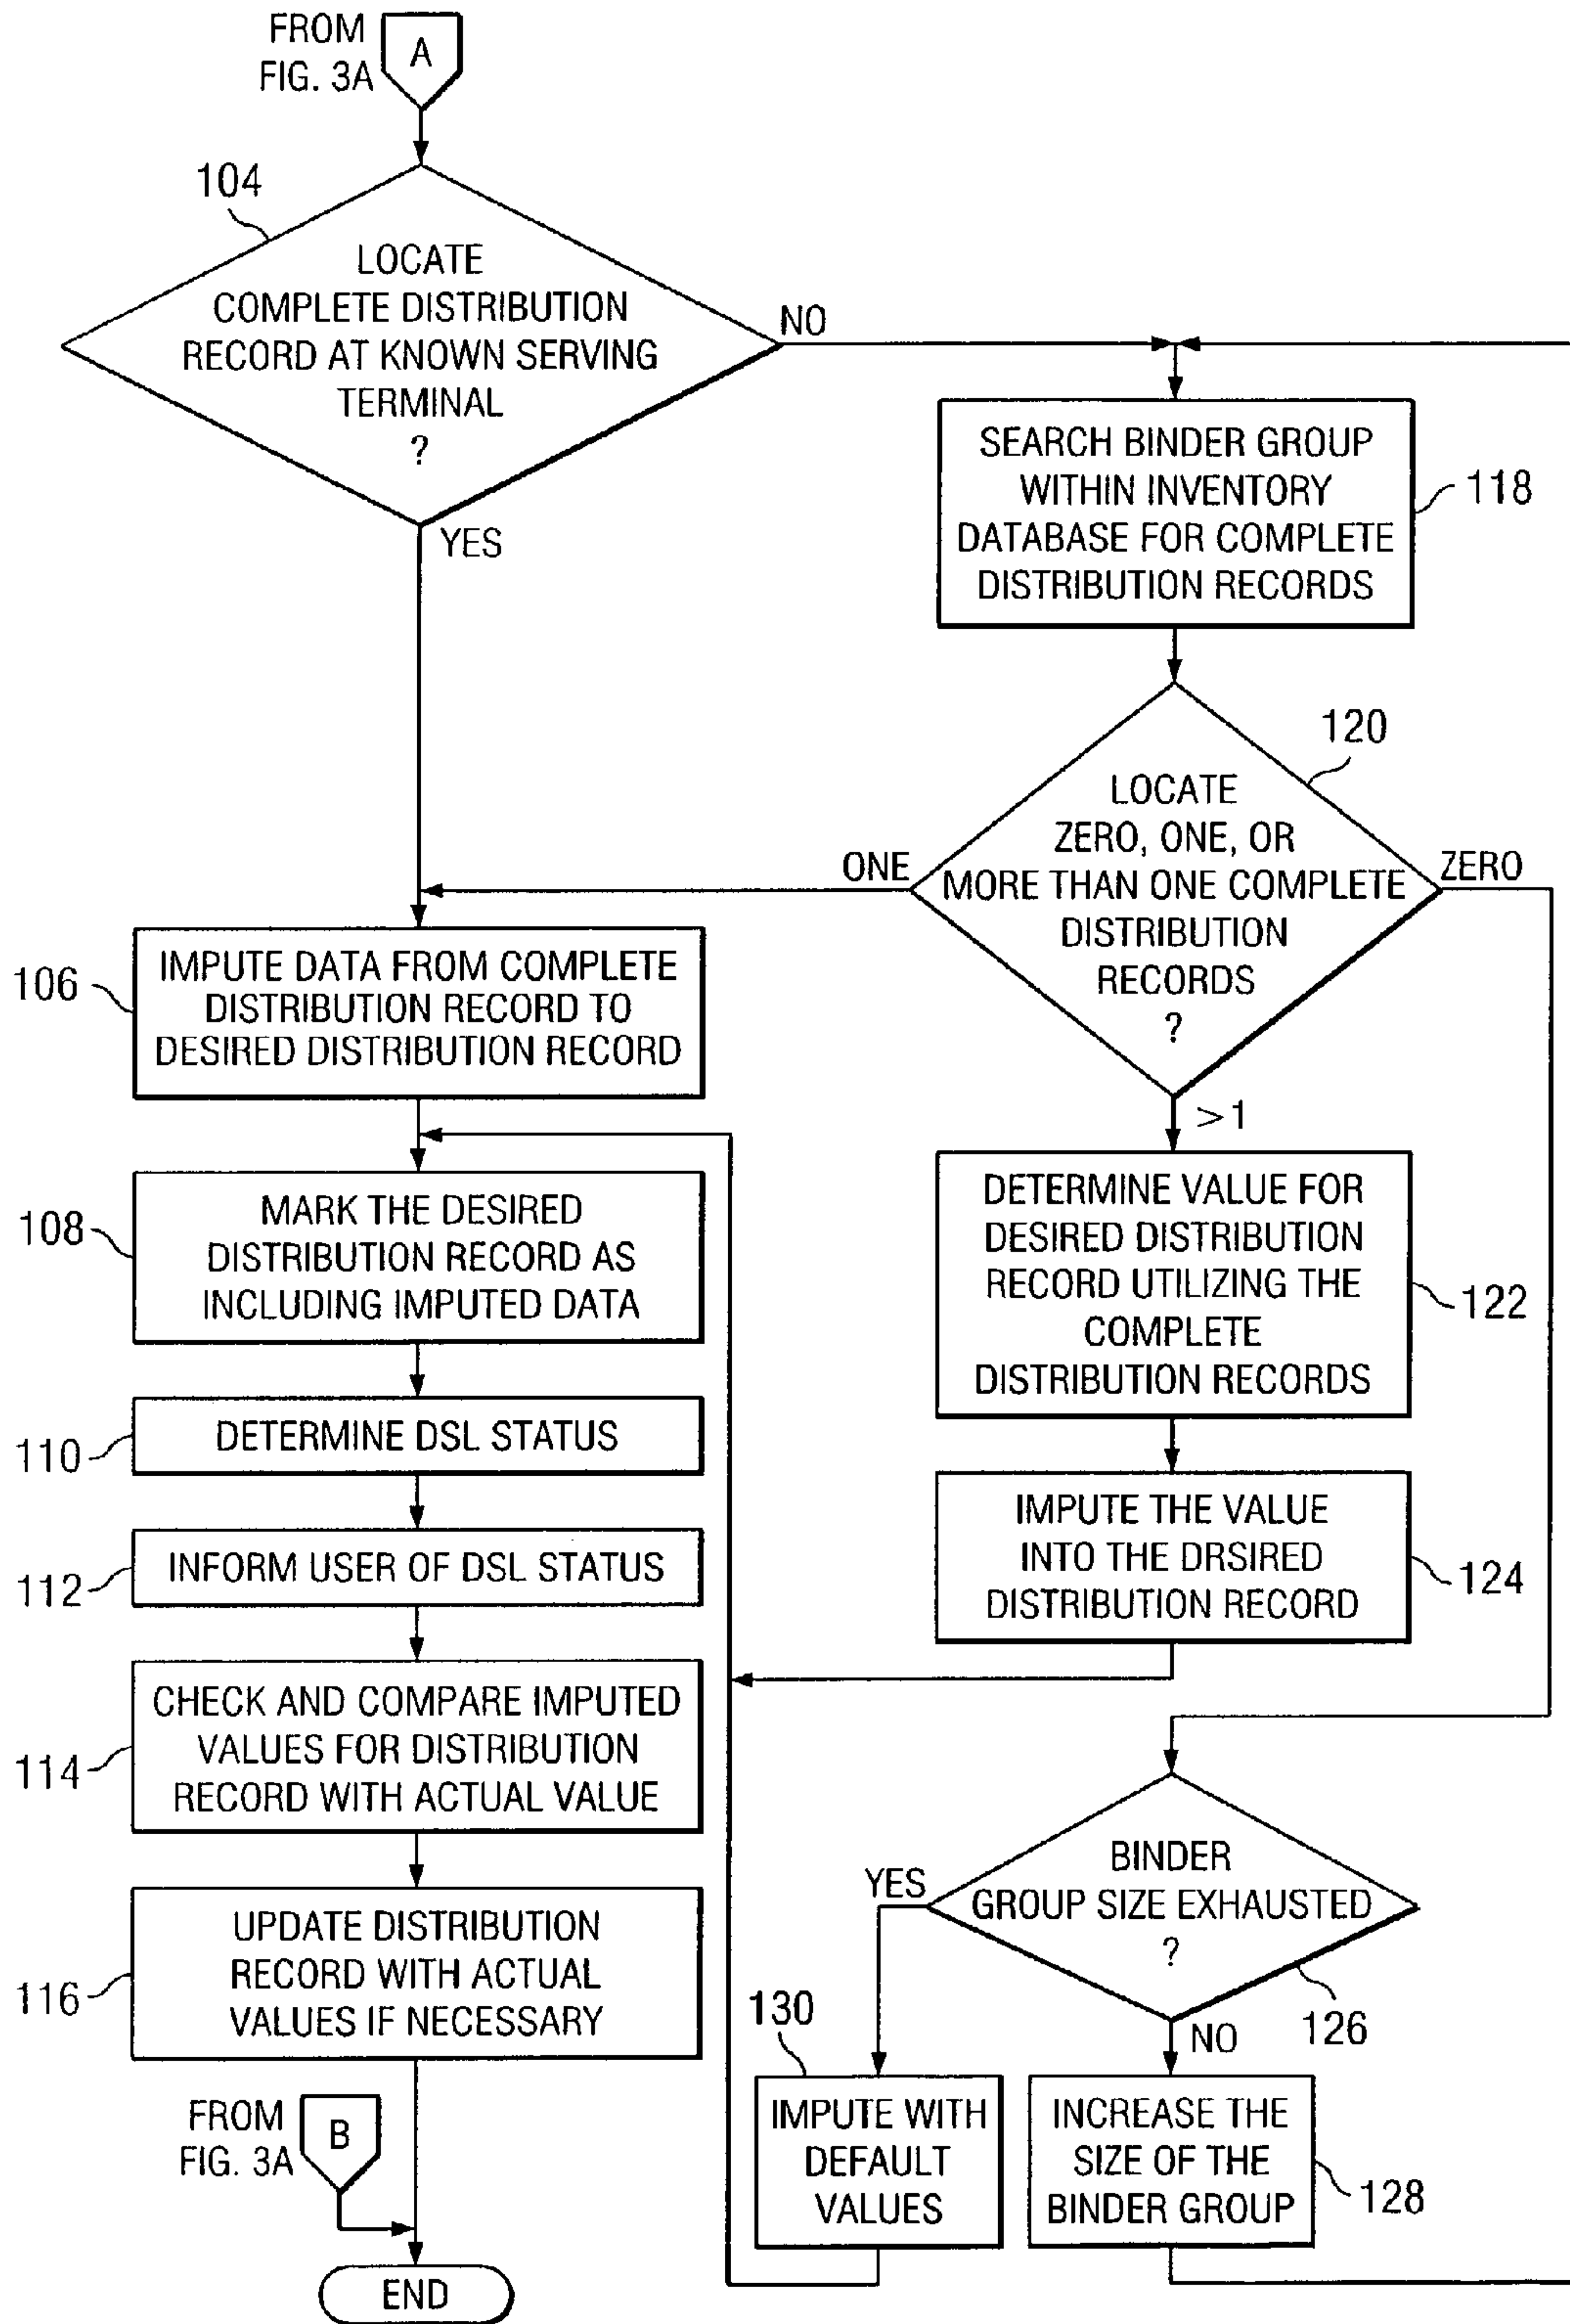 FROM
FIG. 3A
A
104
LOCATE
COMPLETE DISTRIBUTION
RECORD AT KNOWN SERVING
TERMINAL
?
NO
YES
SEARCH BINDER GROUP
WITHIN INVENTORY
DATABASE FOR COMPLETE
DISTRIBUTION RECORDS
118
120
LOCATE
ZERO, ONE, OR
MORE THAN ONE COMPLETE
DISTRIBUTION
RECORDS
?
ONE
ZERO
>1
106
IMPUTE DATA FROM COMPLETE
DISTRIBUTION RECORD TO
DESIRED DISTRIBUTION RECORD
108
MARK THE DESIRED
DISTRIBUTION RECORD AS
INCLUDING IMPUTED DATA
110
DETERMINE DSL STATUS
112
INFORM USER OF DSL STATUS
114
CHECK AND COMPARE IMPUTED
VALUES FOR DISTRIBUTION
RECORD WITH ACTUAL VALUE
116
UPDATE DISTRIBUTION
RECORD WITH ACTUAL
VALUES IF NECESSARY
DETERMINE VALUE FOR
DESIRED DISTRIBUTION
RECORD UTILIZING THE
COMPLETE
DISTRIBUTION RECORDS
122
IMPUTE THE VALUE
INTO THE DRSIRED
DISTRIBUTION RECORD
124
BINDER
GROUP SIZE EXHAUSTED
?
YES
126
NO
130
IMPUTE WITH
DEFAULT
VALUES
INCREASE THE
SIZE OF THE
BINDER GROUP
128
FROM
FIG. 3A
B
END